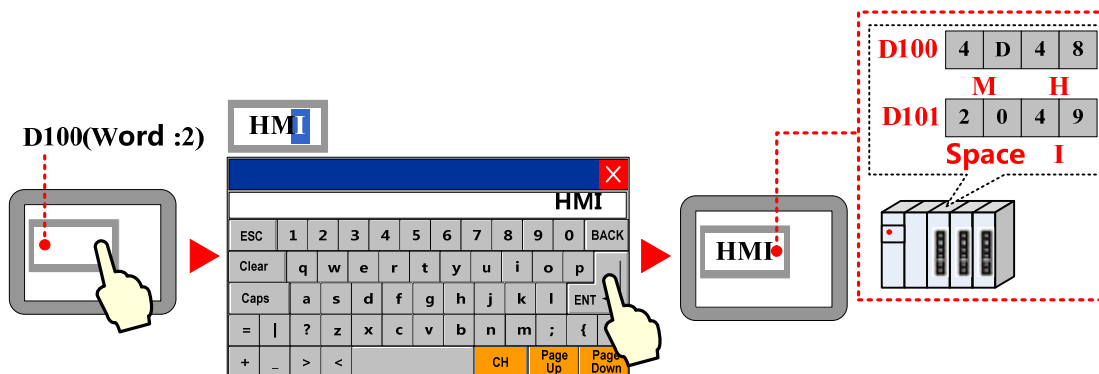 D100(Word :2)
HMI
HMI
ESC 1 2 3 4 5 6 7 8 9 0 BACK
Clear q w e r t y u i o p
Caps a s d f g h j k l ENT
= | ? z x c v b n m ; {
+ _ > < CH Page Up Page Down
HMI
D100 4 D 4 8
M H
D101 2 0 4 9
Space I